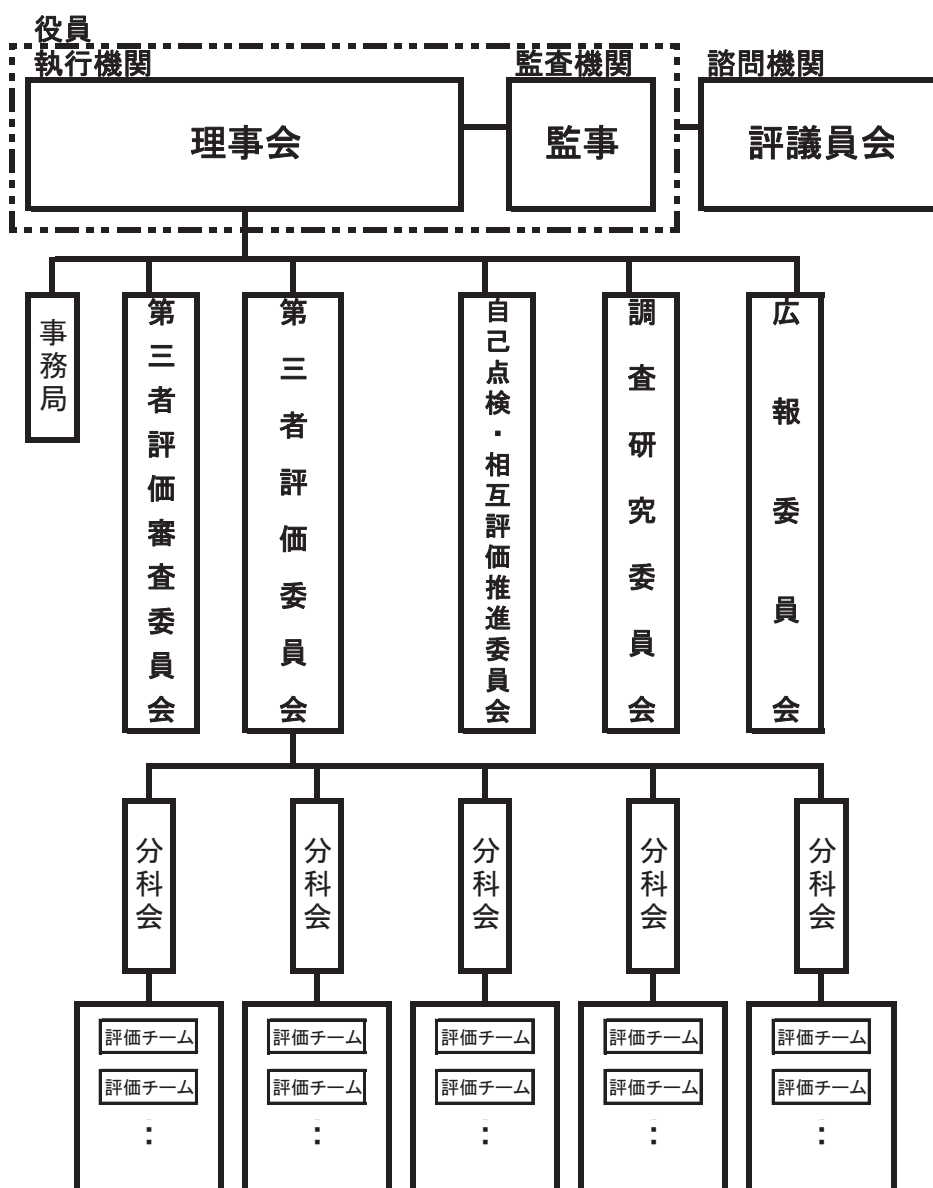 役員
執行機関
監査機関
諮問機関
理事会
監事
評議員会
事務局
第三者評価審査委員会
第三者評価委員会
自己点検・相互評価推進委員会
調査研究委員会
広報委員会
分科会
分科会
分科会
分科会
分科会
評価チーム
評価チーム
評価チーム
評価チーム
評価チーム
評価チーム
評価チーム
評価チーム
評価チーム
評価チーム
:
:
:
:
: